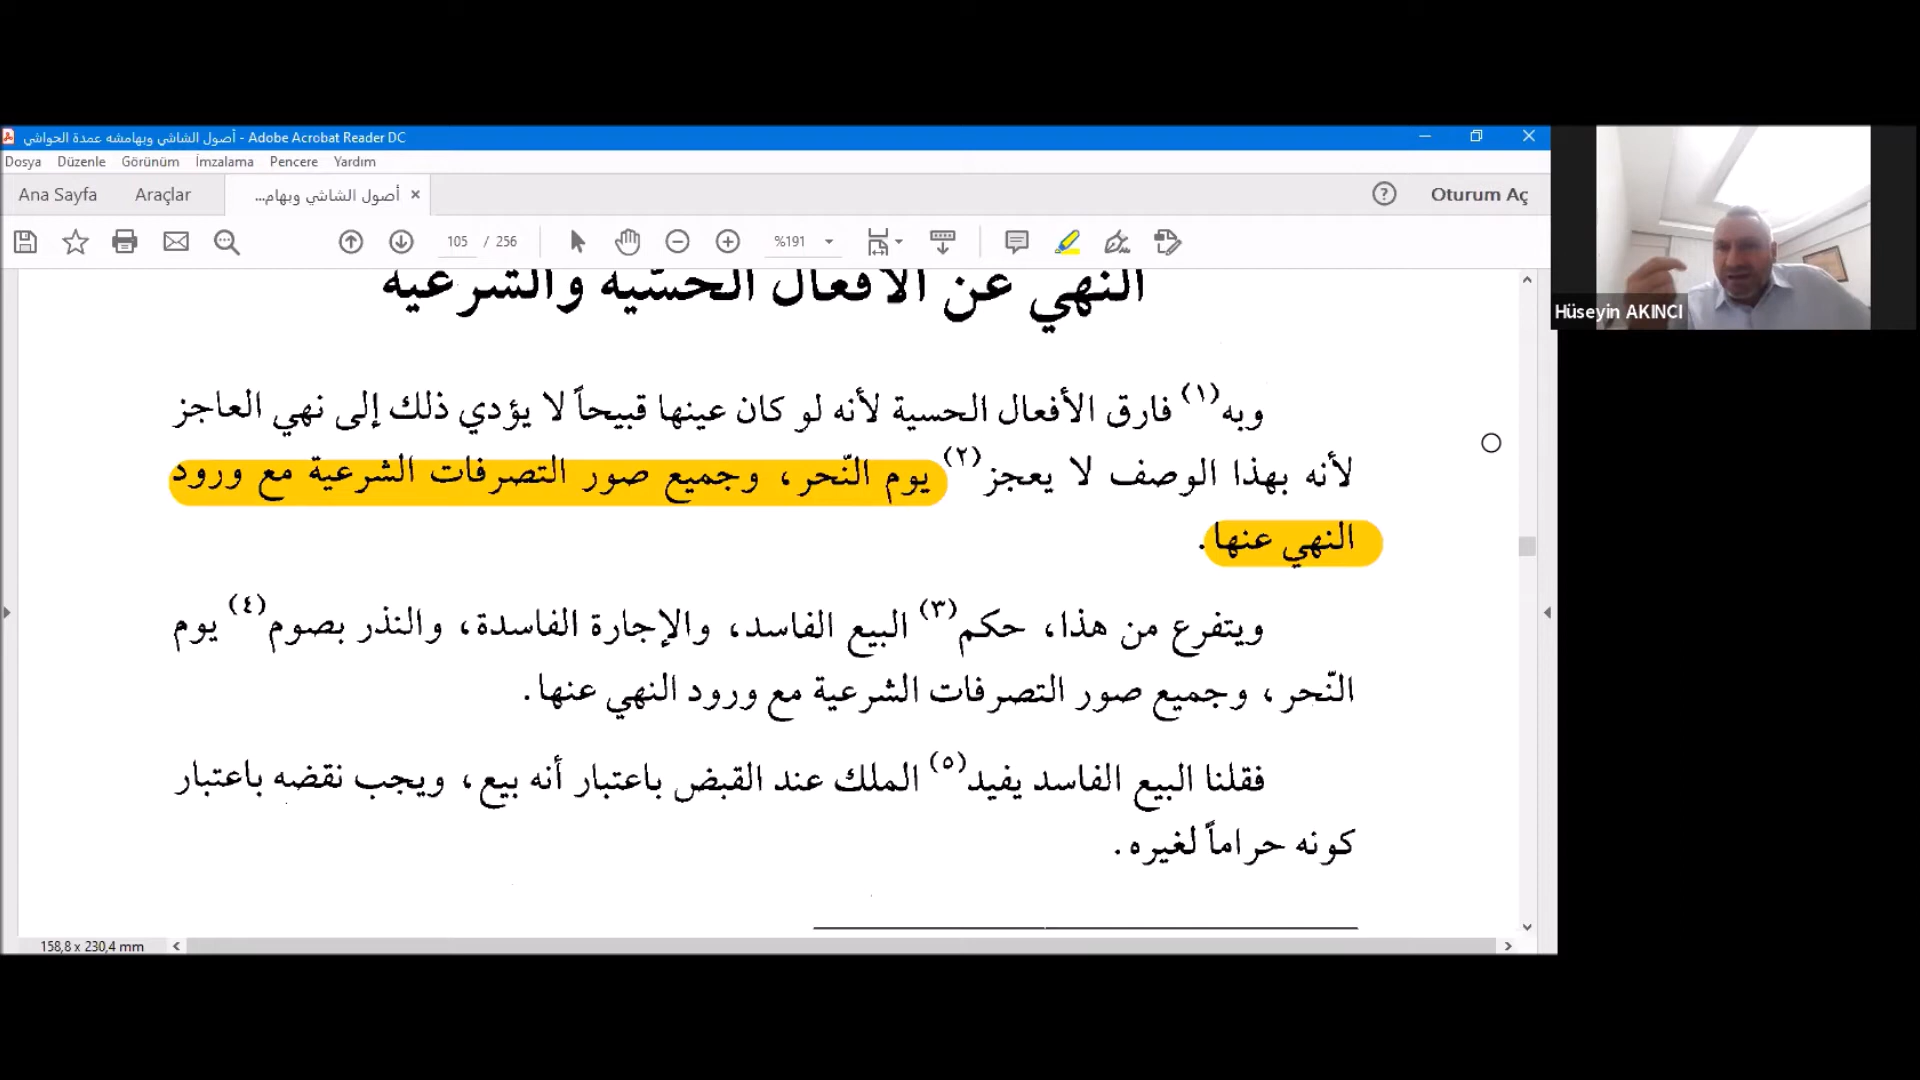 أصول الشاشي وبهامشه عمدة الحواشي - Adobe Acrobat Reader DC
Dosya Düzenle Görünüm İmzalama Pencere Yardım
Ana Sayfa Araçlar أصول الشاشي وبهام... × Oturum Aç
105 / 256 %191
Hüseyin AKINCI
النهي عن الأفعال الحسّية والشرعية
وبه(١) فارق الأفعال الحسية لأنه لو كان عينها قبيحاً لا يؤدي ذلك إلى نهي العاجز
لأنه بهذا الوصف لا يعجز(٢) يوم النّحر، وجميع صور التصرفات الشرعية مع ورود
النهي عنها.
ويتفرع من هذا، حكم(٣) البيع الفاسد، والإجارة الفاسدة، والنذر بصوم(٤) يوم
النّحر، وجميع صور التصرفات الشرعية مع ورود النهي عنها.
فقلنا البيع الفاسد يفيد(٥) الملك عند القبض باعتبار أنه بيع، ويجب نقضه باعتبار
كونه حراماً لغيره.
158,8 x 230,4 mm